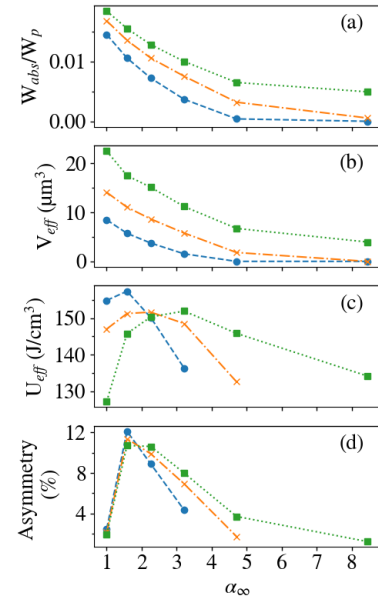 (a)
W_abs/W_p
0.01
0.00
(b)
V_eff (μm³)
20
10
0
(c)
U_eff (J/cm³)
150
140
130
(d)
Asymmetry
(%)
12
8
4
1 2 3 4 5 6 7 8
α_∞